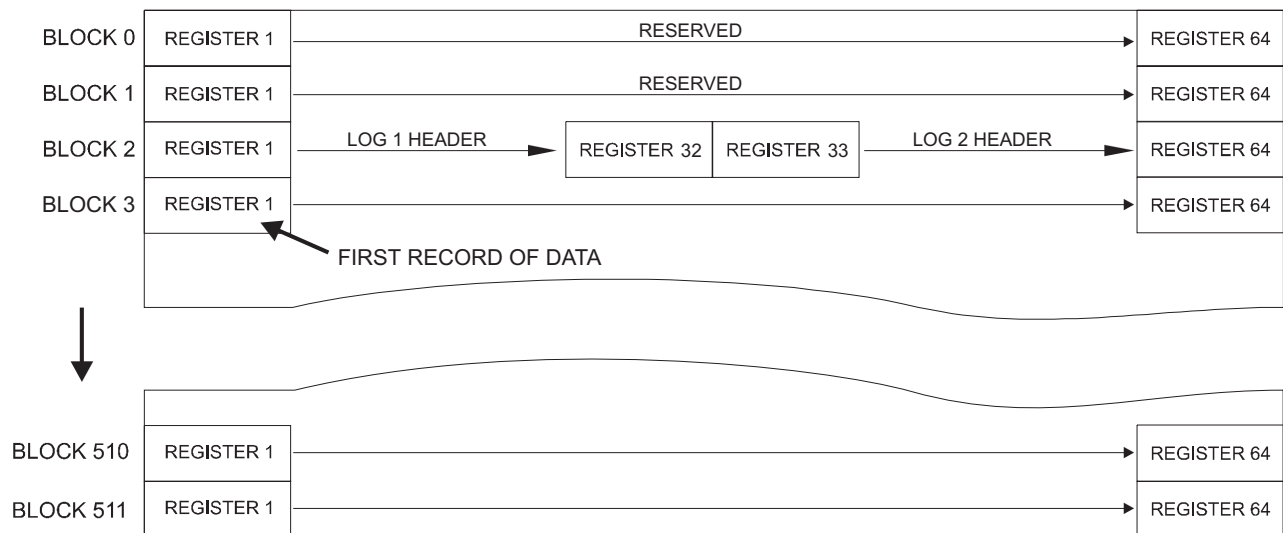 BLOCK 0 REGISTER 1 RESERVED REGISTER 64
BLOCK 1 REGISTER 1 RESERVED REGISTER 64
BLOCK 2 REGISTER 1 LOG 1 HEADER REGISTER 32 REGISTER 33 LOG 2 HEADER REGISTER 64
BLOCK 3 REGISTER 1 REGISTER 64
FIRST RECORD OF DATA
BLOCK 510 REGISTER 1 REGISTER 64
BLOCK 511 REGISTER 1 REGISTER 64